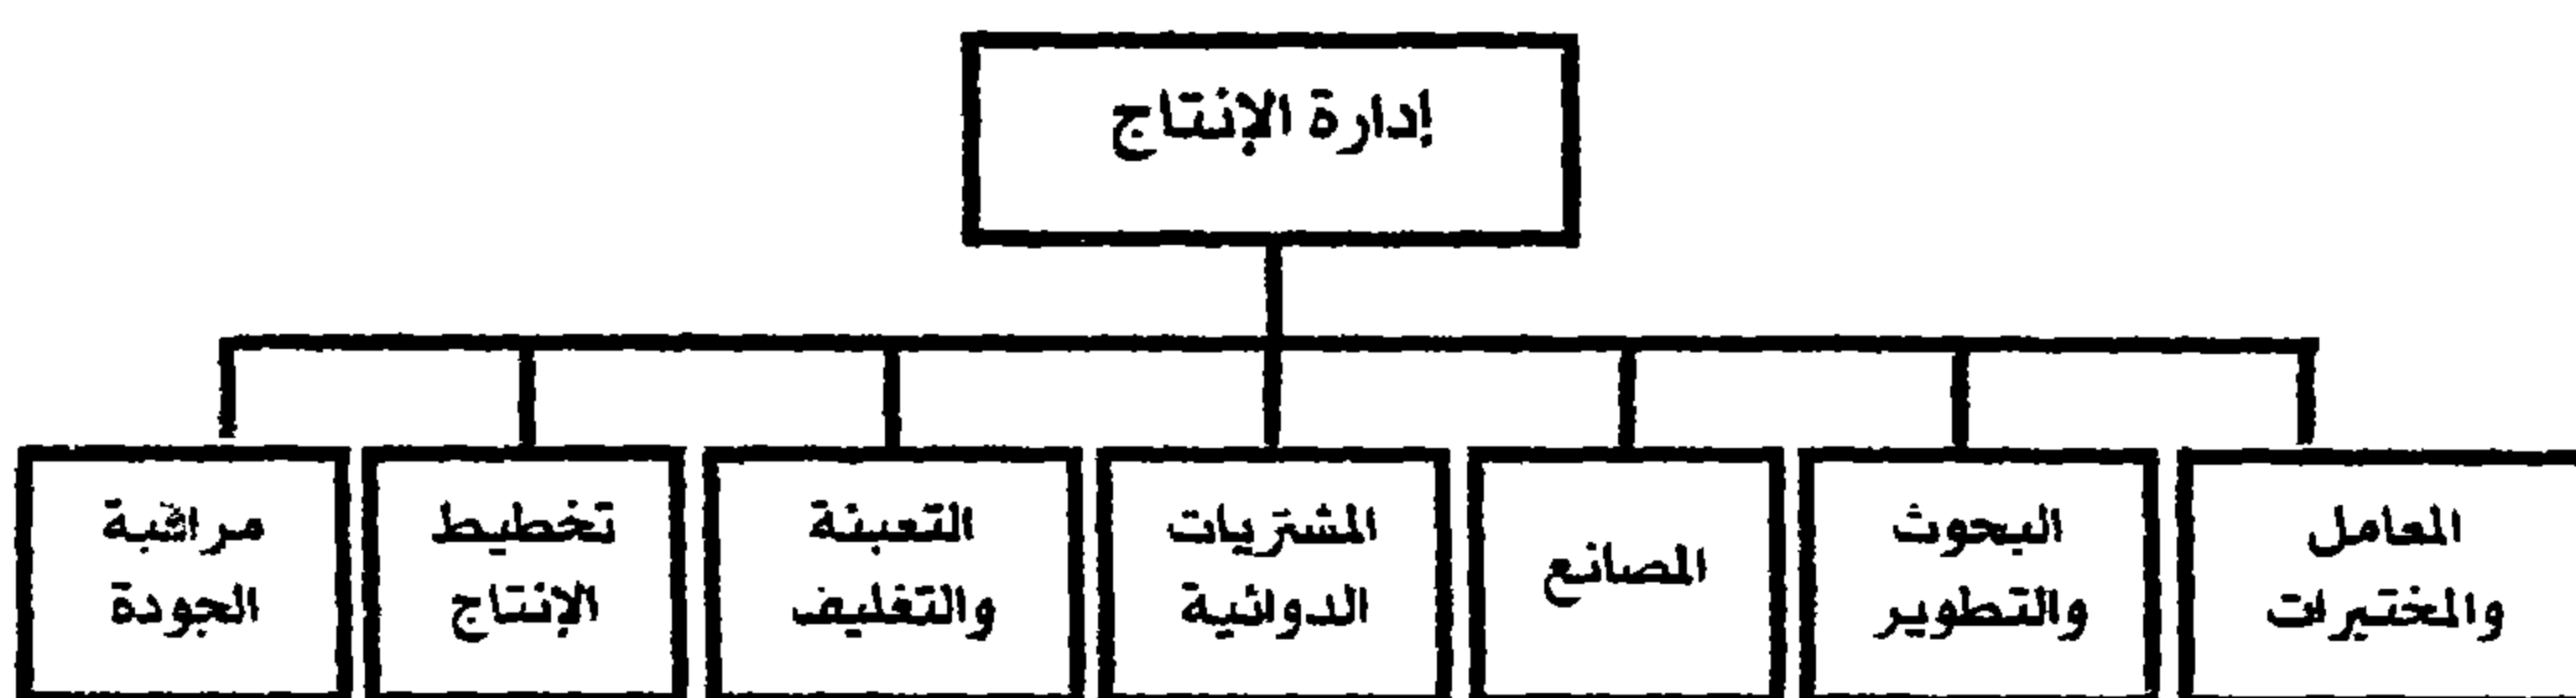 إدارة الإنتاج
المعامل
والمختبرات
البحوث
والتطوير
المصانع
المشتريات
الدوائية
التعبئة
والتغليف
تخطيط
الإنتاج
مراقبة
الجودة